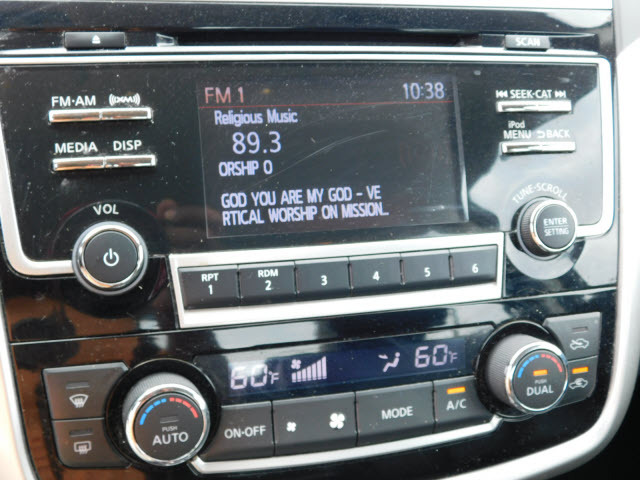 SCAN
FM·AM (XM)
SEEK·CAT
FM 1 10:38
Religious Music
89.3
ORSHIP O
GOD YOU ARE MY GOD - VE
RTICAL WORSHIP ON MISSION...
MEDIA DISP
iPod
MENU BACK
TUNE·SCROLL
ENTER
SETTING
VOL
RPT
1
RDM
2
3
4
5
6
60°F
60°F
PUSH
AUTO
ON·OFF
MODE
A/C
PUSH
DUAL